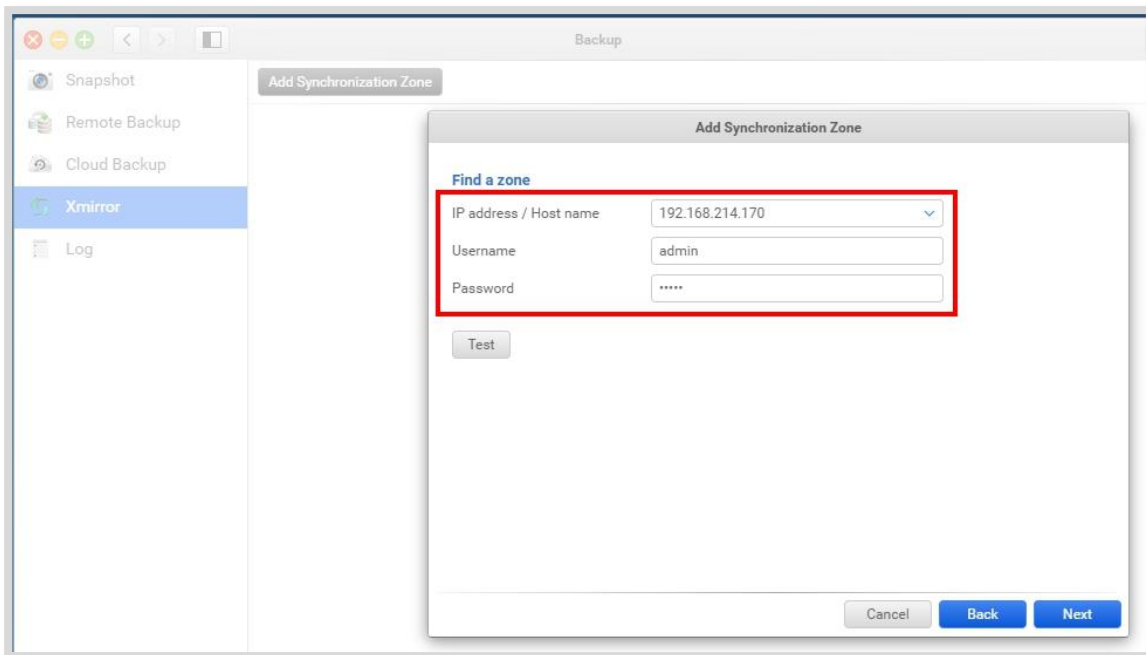 Backup
Snapshot
Remote Backup
Cloud Backup
Xmirror
Log
Add Synchronization Zone
Add Synchronization Zone
Find a zone
IP address / Host name 192.168.214.170
Username admin
Password •••••
Test
Cancel Back Next